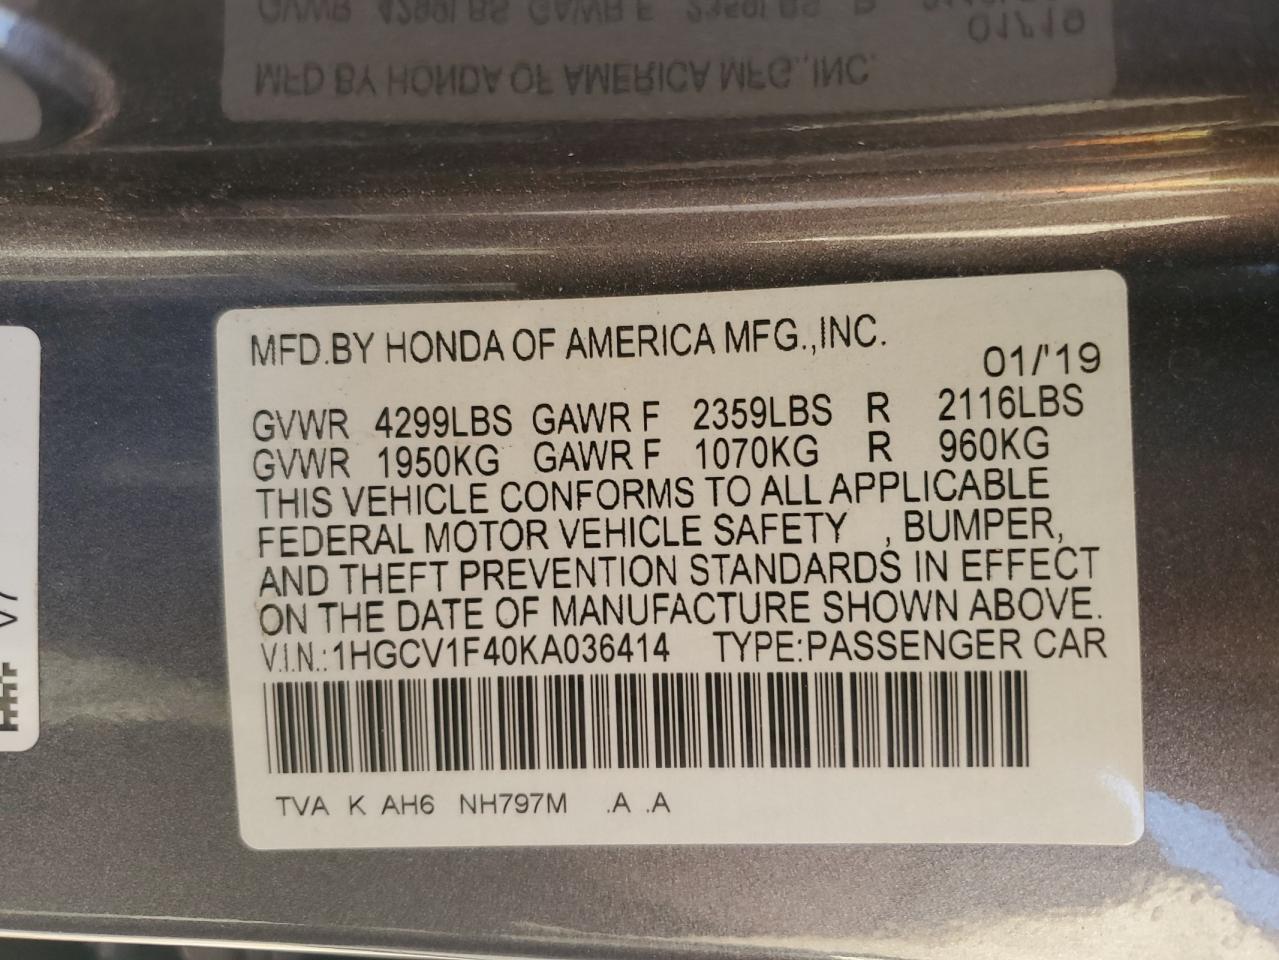 MFD.BY HONDA OF AMERICA MFG.,INC.
01/'19
GVWR 4299LBS GAWR F 2359LBS R 2116LBS
GVWR 1950KG GAWR F 1070KG R 960KG
THIS VEHICLE CONFORMS TO ALL APPLICABLE
FEDERAL MOTOR VEHICLE SAFETY , BUMPER,
AND THEFT PREVENTION STANDARDS IN EFFECT
ON THE DATE OF MANUFACTURE SHOWN ABOVE.
V.I.N.:1HGCV1F40KA036414 TYPE:PASSENGER CAR
TVA K AH6 NH797M .A .A